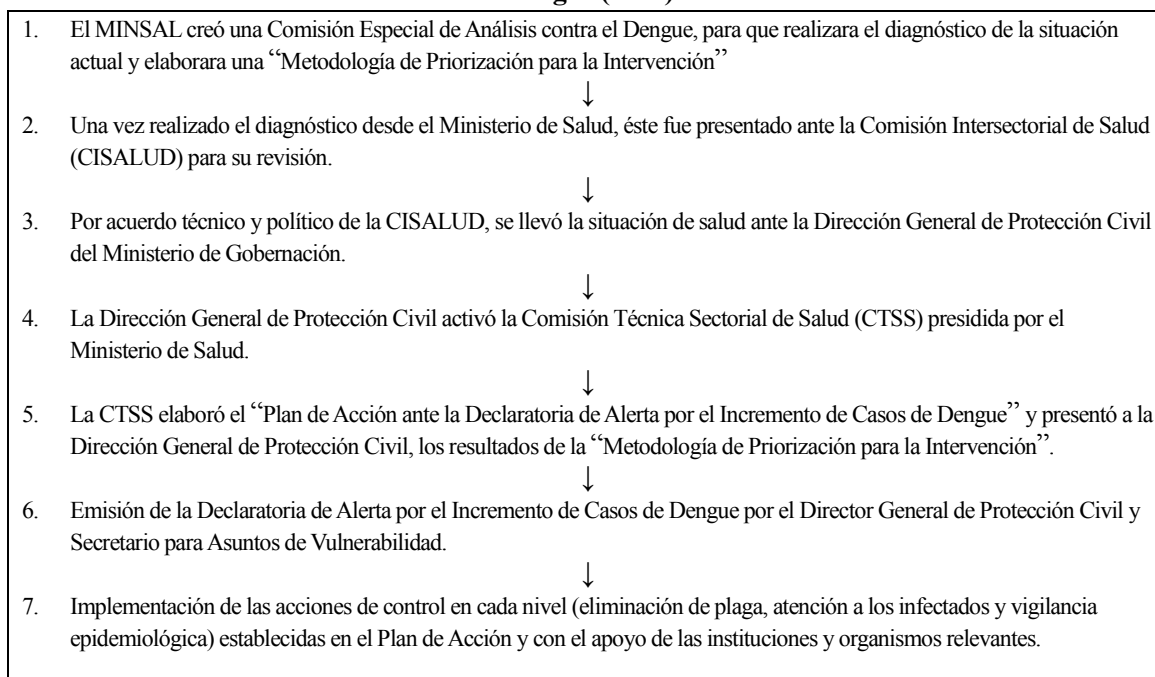 1. El MINSAL creó una Comisión Especial de Análisis contra el Dengue, para que realizara el diagnóstico de la situación
actual y elaborara una “Metodología de Priorización para la Intervención”
↓
2. Una vez realizado el diagnóstico desde el Ministerio de Salud, éste fue presentado ante la Comisión Intersectorial de Salud
(CISALUD) para su revisión.
↓
3. Por acuerdo técnico y político de la CISALUD, se llevó la situación de salud ante la Dirección General de Protección Civil
del Ministerio de Gobernación.
↓
4. La Dirección General de Protección Civil activó la Comisión Técnica Sectorial de Salud (CTSS) presidida por el
Ministerio de Salud.
↓
5. La CTSS elaboró el “Plan de Acción ante la Declaratoria de Alerta por el Incremento de Casos de Dengue” y presentó a la
Dirección General de Protección Civil, los resultados de la “Metodología de Priorización para la Intervención”.
↓
6. Emisión de la Declaratoria de Alerta por el Incremento de Casos de Dengue por el Director General de Protección Civil y
Secretario para Asuntos de Vulnerabilidad.
↓
7. Implementación de las acciones de control en cada nivel (eliminación de plaga, atención a los infectados y vigilancia
epidemiológica) establecidas en el Plan de Acción y con el apoyo de las instituciones y organismos relevantes.